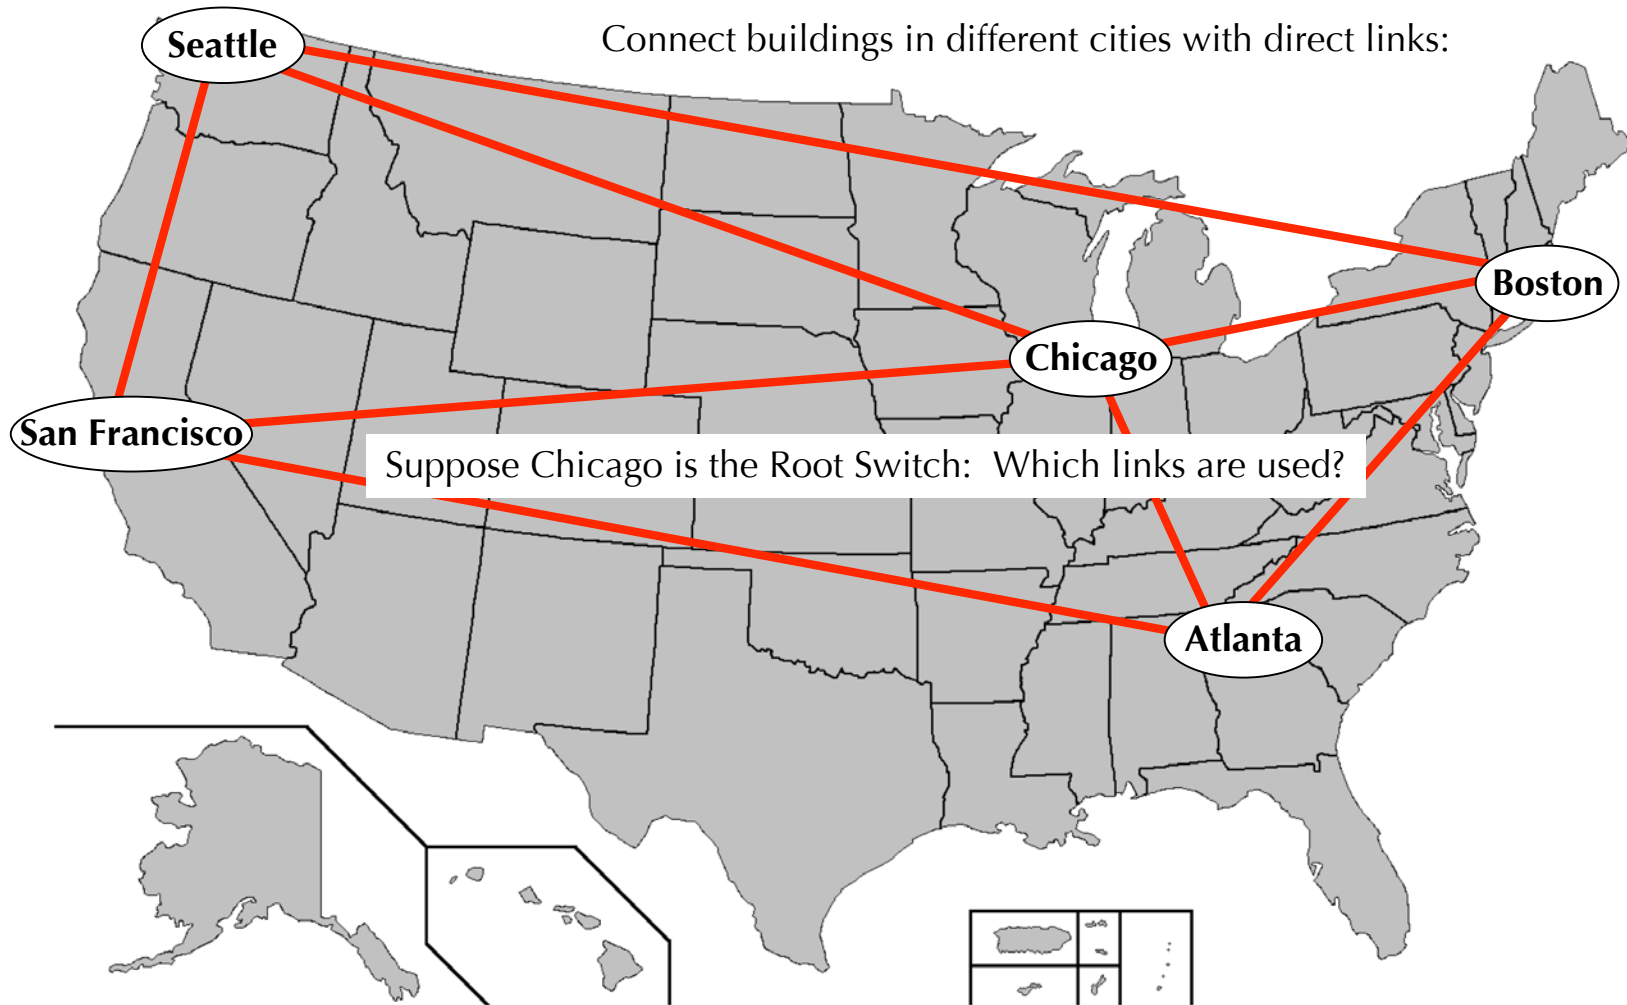 Connect buildings in different cities with direct links:
Seattle
Boston
Chicago
San Francisco
Suppose Chicago is the Root Switch: Which links are used?
Atlanta